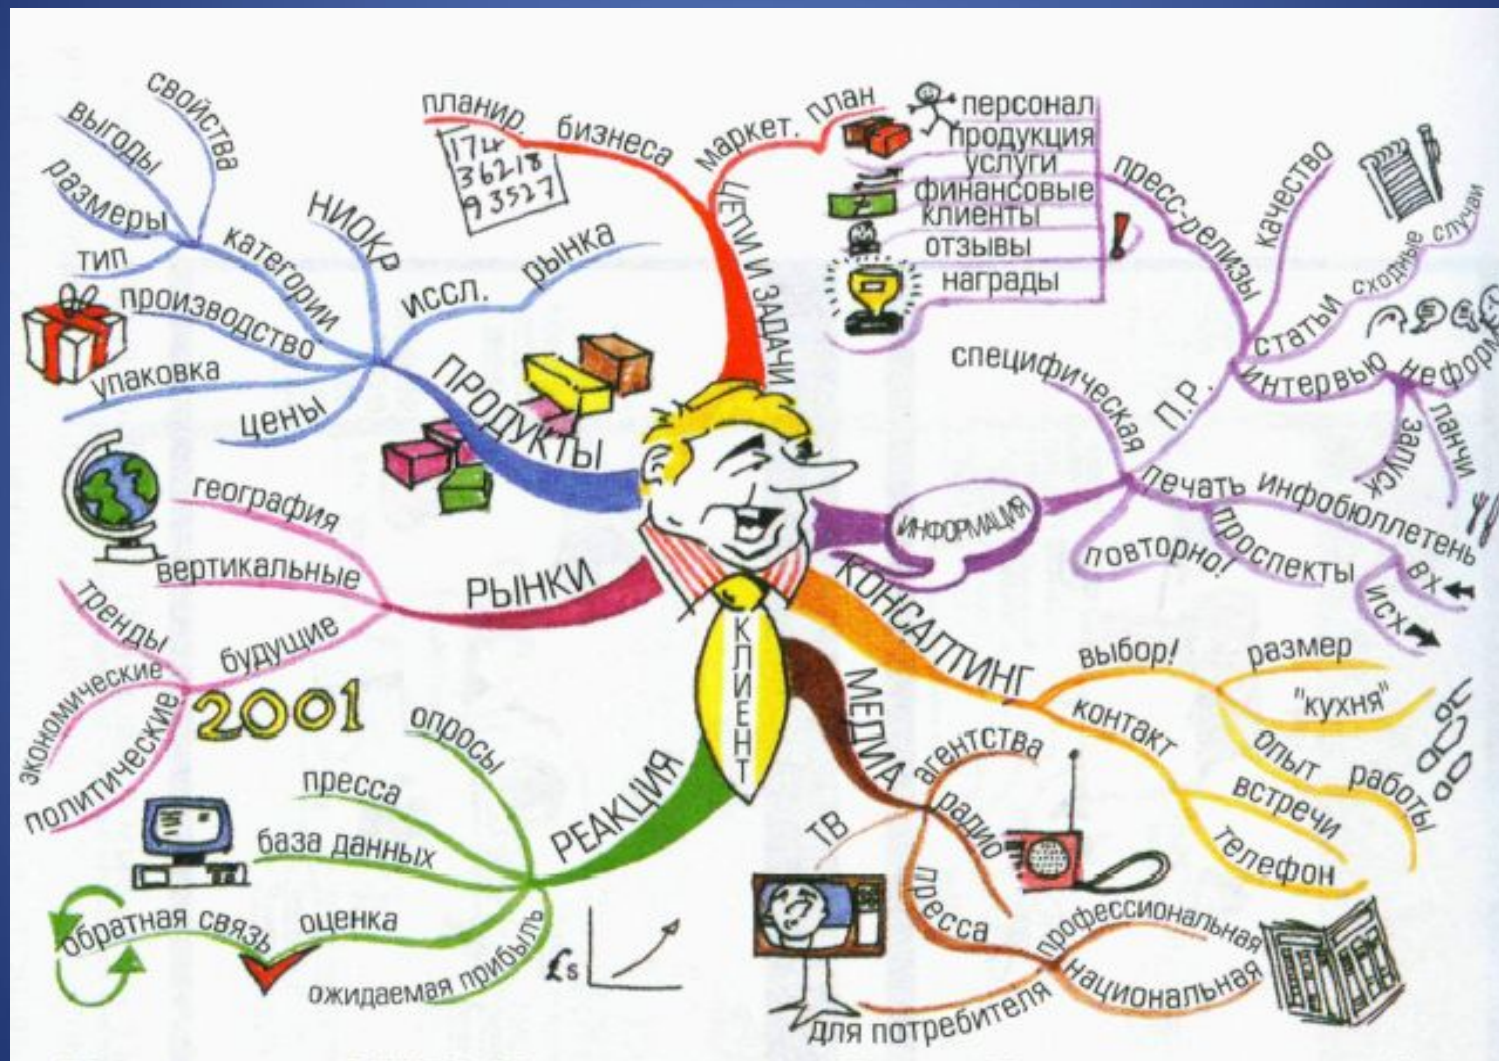 КЛИЕНТ
ЦЕЛИ И ЗАДАЧИ
планир. бизнеса
174
36218
93527
маркет. план
ИНФОРМАЦИЯ
П.Р.
пресс-релизы
персонал
продукция
услуги
финансовые
клиенты
отзывы
награды
!
качество
статьи
сходные случаи
интервью
неформ
ланчи
запуск
специфическая
печать
инфобюллетень
вх
исх
проспекты
повторно!
КОНСАЛТИНГ
выбор!
размер
"кухня"
опыт работы
контакт
встречи
телефон
МЕДИА
агентства
радио
ТВ
пресса
профессиональная
национальная
для потребителя
РЕАКЦИЯ
опросы
пресса
база данных
оценка
обратная связь
ожидаемая прибыль
£s
РЫНКИ
география
вертикальные
будущие
2001
тренды
экономические
политические
ПРОДУКТЫ
иссл. рынка
НИОКР
категории
свойства
выгоды
размеры
тип
производство
упаковка
цены